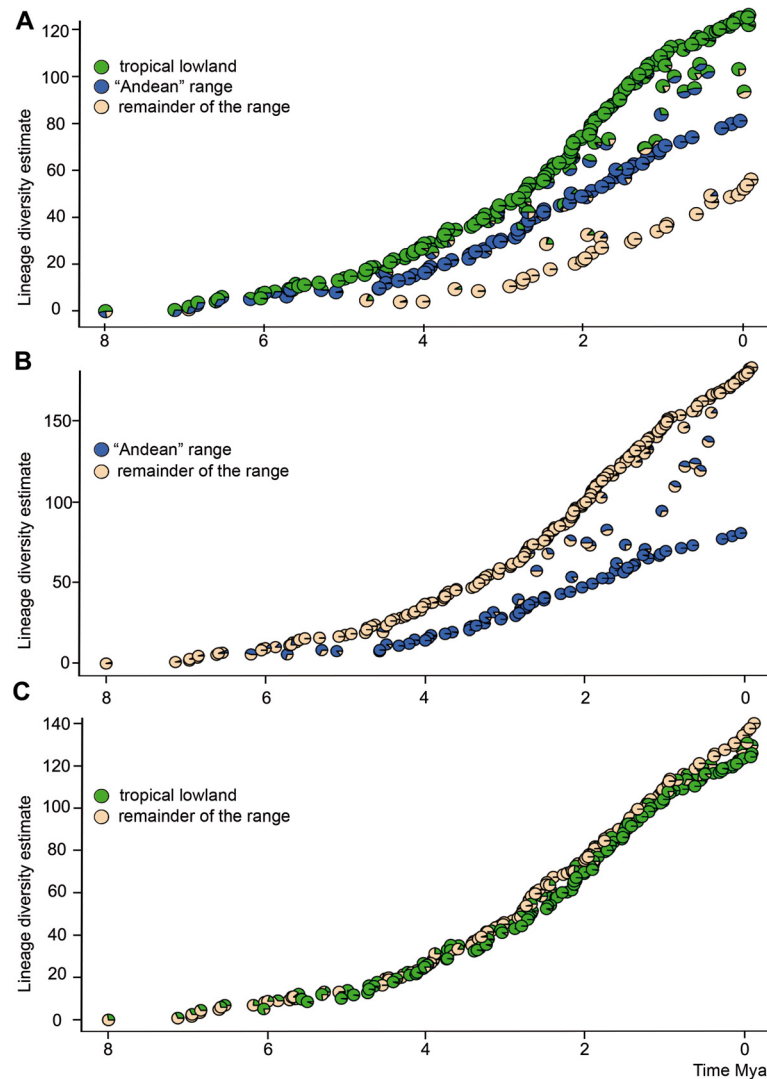 A
120
100
80
60
40
20
0
Lineage diversity estimate
tropical lowland
“Andean” range
remainder of the range
8 6 4 2 0
B
150
100
50
0
Lineage diversity estimate
“Andean” range
remainder of the range
8 6 4 2 0
C
140
120
100
80
60
40
20
0
Lineage diversity estimate
tropical lowland
remainder of the range
8 6 4 2 0
Time Mya